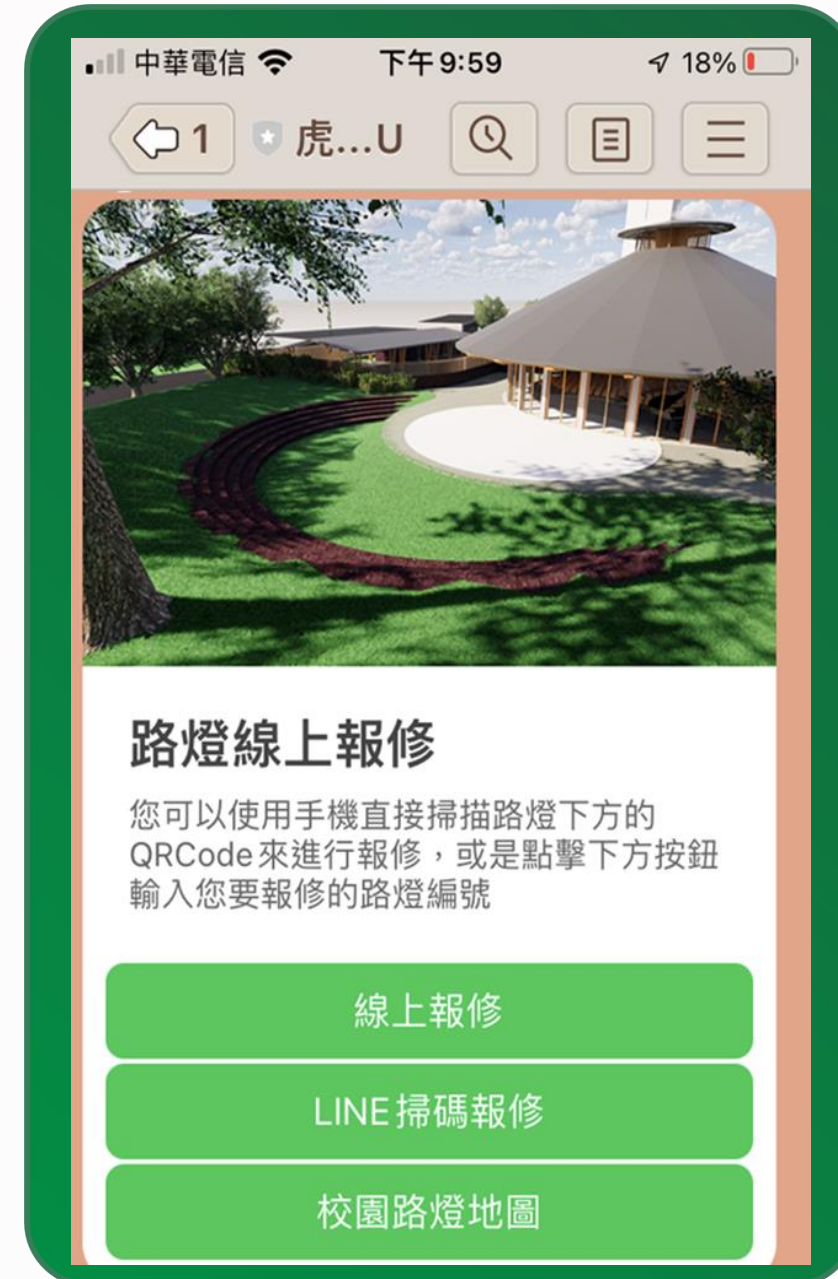 中華電信 下午9:59 18%
1 虎...U
路燈線上報修
您可以使用手機直接掃描路燈下方的
QRCode來進行報修，或是點擊下方按鈕
輸入您要報修的路燈編號
線上報修
LINE掃碼報修
校園路燈地圖